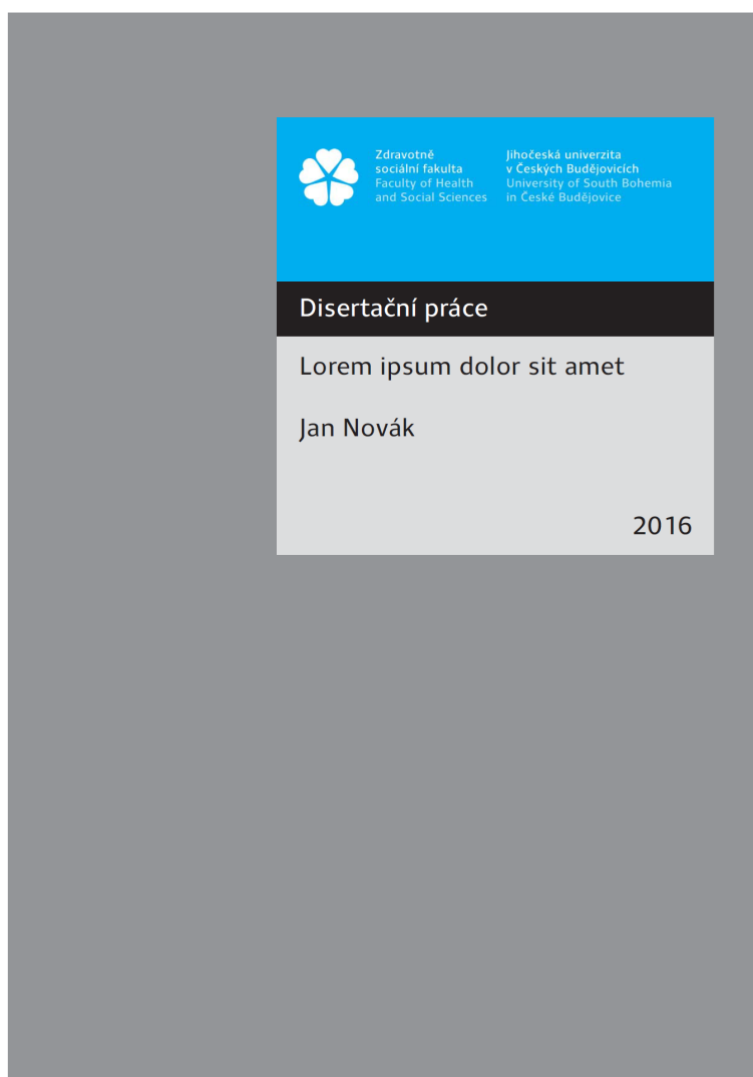 Zdravotně
sociální fakulta
Faculty of Health
and Social Sciences
Jihočeská univerzita
v Českých Budějovicích
University of South Bohemia
in České Budějovice
Disertační práce
Lorem ipsum dolor sit amet
Jan Novák
2016